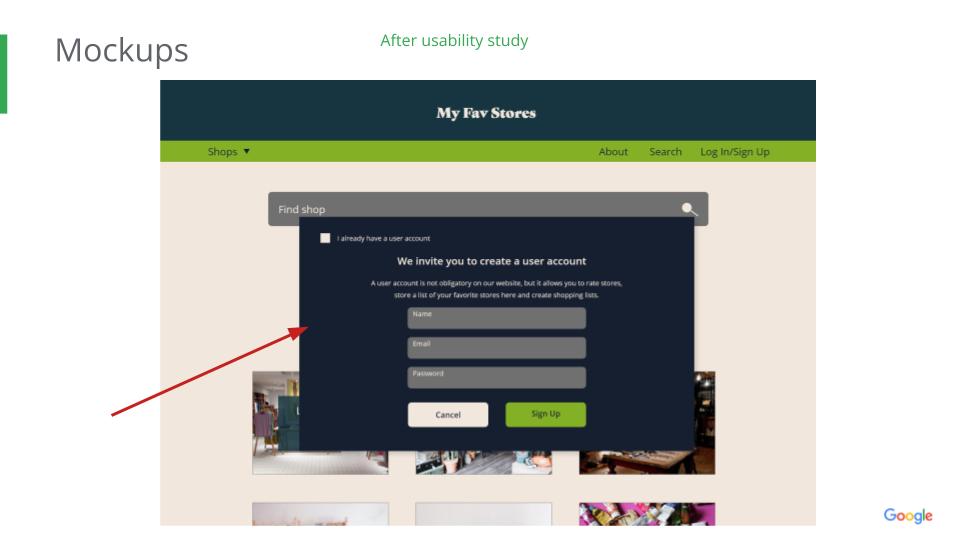 Mockups
After usability study
My Fav Stores
Shops
About
Search
Log In/Sign Up
Find shop
I already have a user account
We invite you to create a user account
A user account is not obligatory on our website, but it allows you to rate stores,
store a list of your favorite stores here and create shopping lists.
Name
Email
Password
L
Cancel
Sign Up
Google